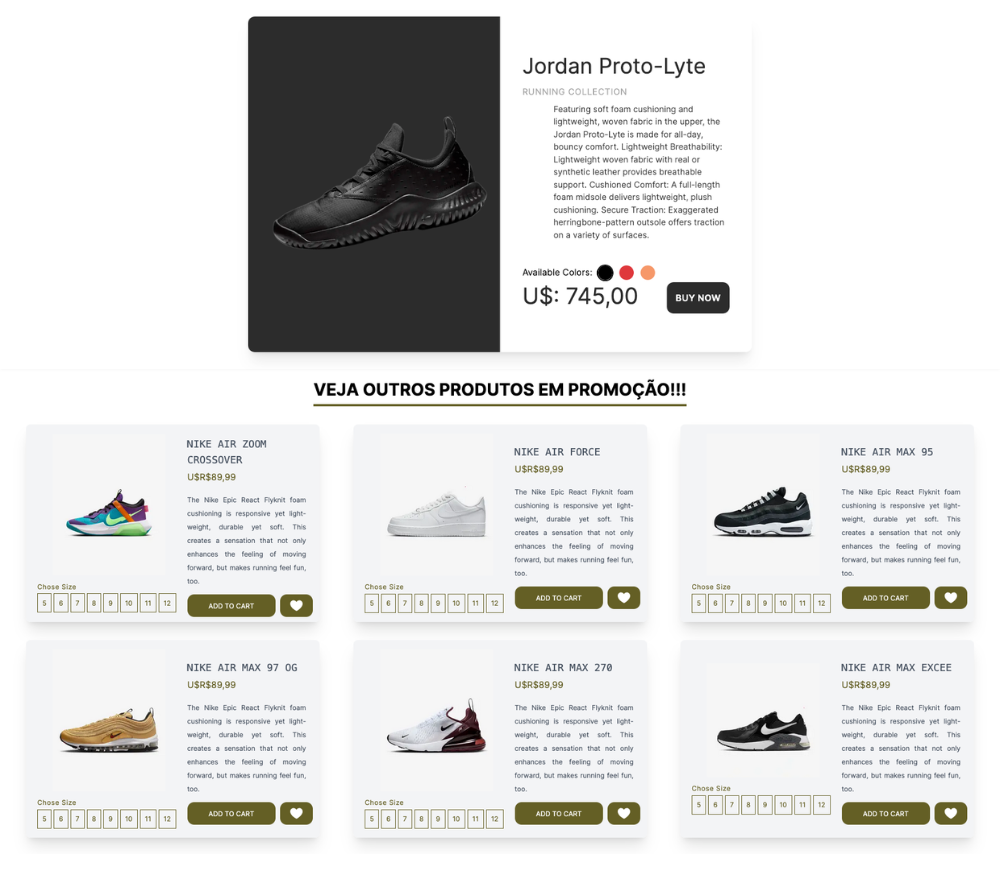 Jordan Proto-Lyte
RUNNING COLLECTION
Featuring soft foam cushioning and
lightweight, woven fabric in the upper, the
Jordan Proto-Lyte is made for all-day,
bouncy comfort. Lightweight Breathability:
Lightweight woven fabric with real or
synthetic leather provides breathable
support. Cushioned Comfort: A full-length
foam midsole delivers lightweight, plush
cushioning. Secure Traction: Exaggerated
herringbone-pattern outsole offers traction
on a variety of surfaces.
Available Colors:
U$: 745,00
BUY NOW
VEJA OUTROS PRODUTOS EM PROMOÇÃO!!!
NIKE AIR ZOOM
CROSSOVER
U$R$89,99
The Nike Epic React Flyknit foam
cushioning is responsive yet light-
weight, durable yet soft. This
creates a sensation that not only
enhances the feeling of moving
forward, but makes running feel fun,
too.
Chose Size
5 6 7 8 9 10 11 12
ADD TO CART
NIKE AIR FORCE
U$R$89,99
The Nike Epic React Flyknit foam
cushioning is responsive yet light-
weight, durable yet soft. This
creates a sensation that not only
enhances the feeling of moving
forward, but makes running feel fun,
too.
Chose Size
5 6 7 8 9 10 11 12
ADD TO CART
NIKE AIR MAX 95
U$R$89,99
The Nike Epic React Flyknit foam
cushioning is responsive yet light-
weight, durable yet soft. This
creates a sensation that not only
enhances the feeling of moving
forward, but makes running feel fun,
too.
Chose Size
5 6 7 8 9 10 11 12
ADD TO CART
NIKE AIR MAX 97 OG
U$R$89,99
The Nike Epic React Flyknit foam
cushioning is responsive yet light-
weight, durable yet soft. This
creates a sensation that not only
enhances the feeling of moving
forward, but makes running feel fun,
too.
Chose Size
5 6 7 8 9 10 11 12
ADD TO CART
NIKE AIR MAX 270
U$R$89,99
The Nike Epic React Flyknit foam
cushioning is responsive yet light-
weight, durable yet soft. This
creates a sensation that not only
enhances the feeling of moving
forward, but makes running feel fun,
too.
Chose Size
5 6 7 8 9 10 11 12
ADD TO CART
NIKE AIR MAX EXCEE
U$R$89,99
The Nike Epic React Flyknit foam
cushioning is responsive yet light-
weight, durable yet soft. This
creates a sensation that not only
enhances the feeling of moving
forward, but makes running feel fun,
too.
Chose Size
5 6 7 8 9 10 11 12
ADD TO CART